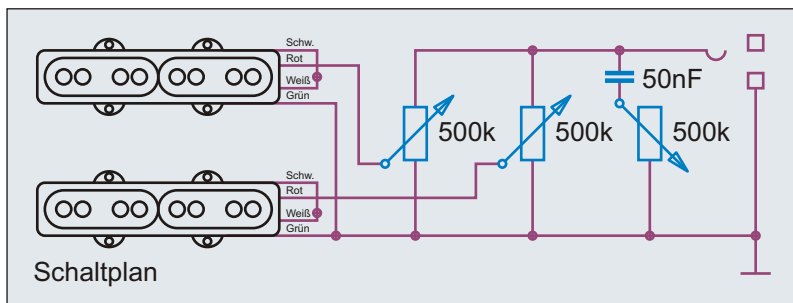 Schw.
Rot
Weiß
Grün
50nF
500k
500k
500k
Schw.
Rot
Weiß
Grün
Schaltplan